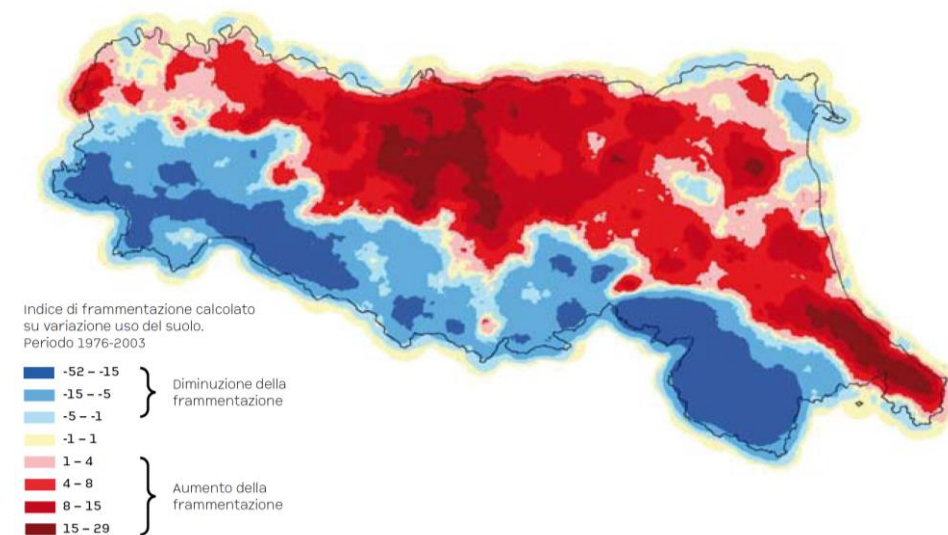 Indice di frammentazione calcolato
su variazione uso del suolo.
Periodo 1976-2003
-52 – -15
-15 – -5
-5 – -1
-1 – 1
1 – 4
4 – 8
8 – 15
15 – 29
Diminuzione della
frammentazione
Aumento della
frammentazione